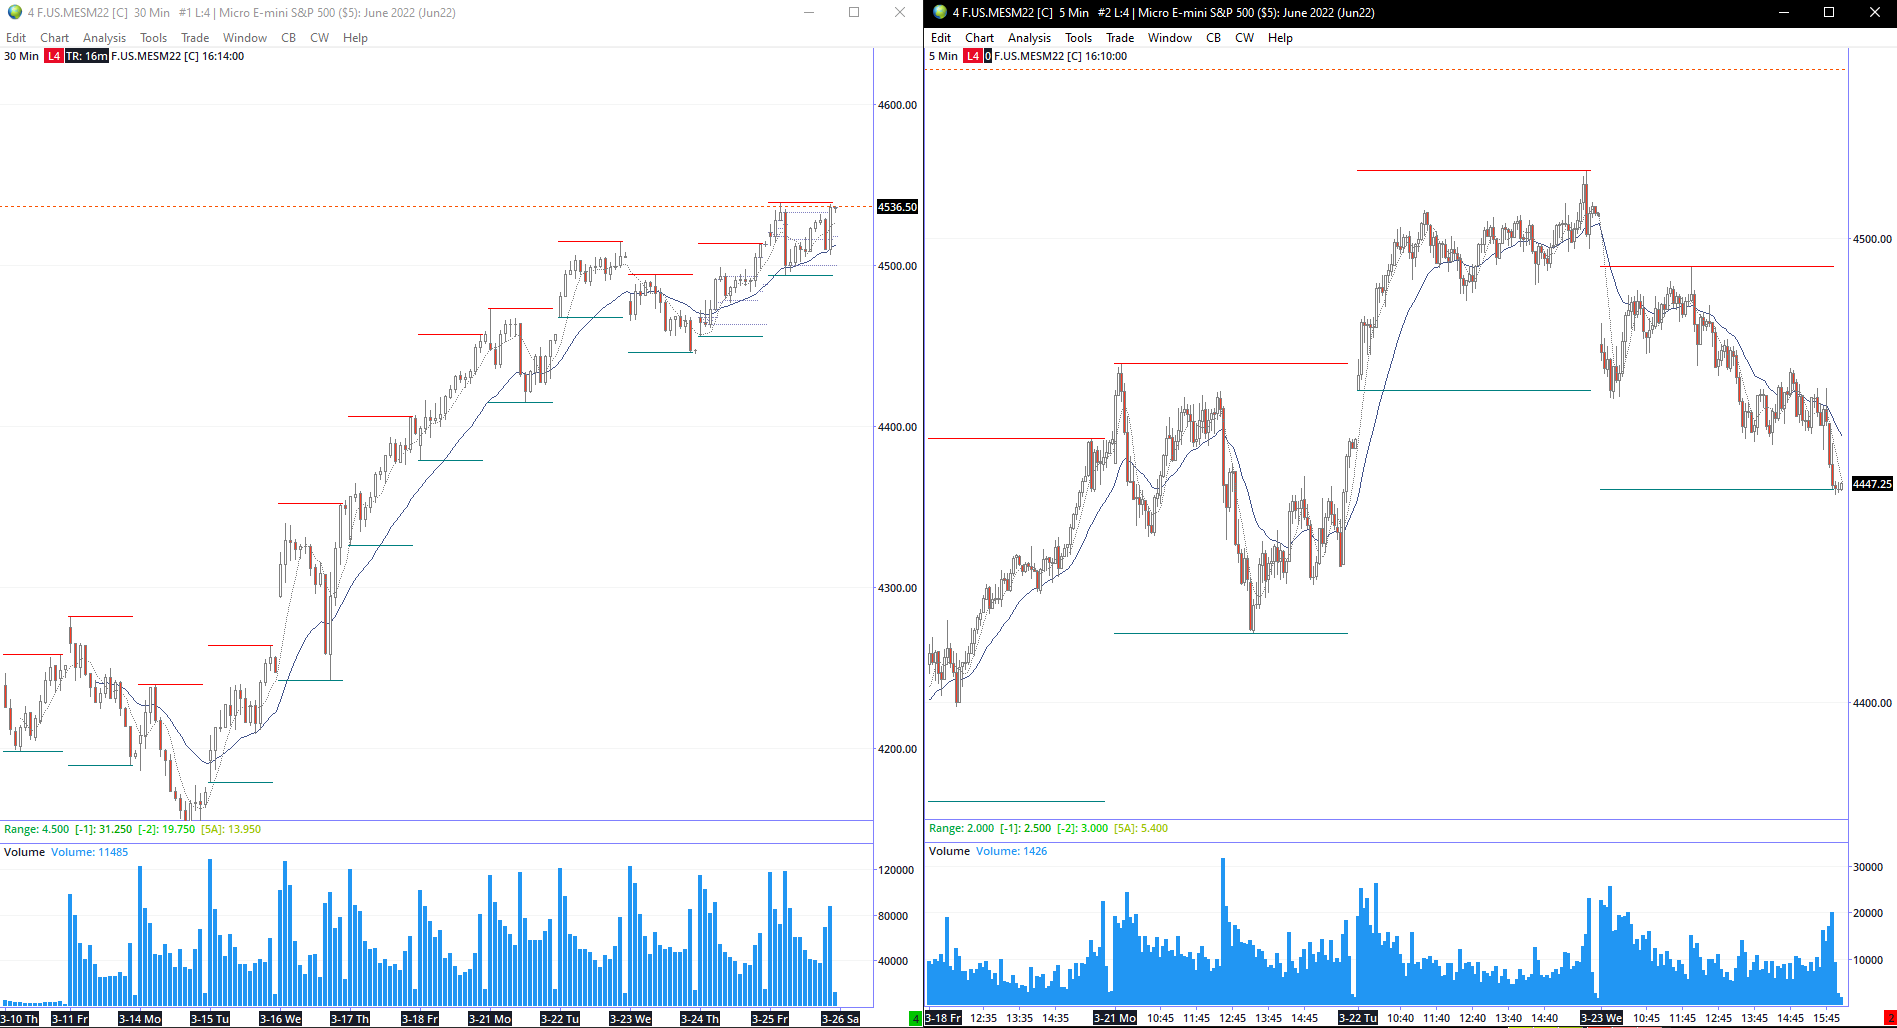 4 F.US.MESM22 [C]  30 Min   #1 L:4 | Micro E-mini S&P 500 ($5): June 2022 (Jun22)
Edit Chart Analysis Tools Trade Window CB CW Help
30 Min L4 TR: 16m F.US.MESM22 [C] 16:14:00
4600.00
4536.50
4500.00
4400.00
4300.00
4200.00
Range: 4.500 [-1]: 31.250 [-2]: 19.750 [5A]: 13.950
Volume Volume: 11485
120000
80000
40000
3-10 Th 3-11 Fr 3-14 Mo 3-15 Tu 3-16 We 3-17 Th 3-18 Fr 3-21 Mo 3-22 Tu 3-23 We 3-24 Th 3-25 Fr 3-26 Sa 4
4 F.US.MESM22 [C]  5 Min   #2 L:4 | Micro E-mini S&P 500 ($5): June 2022 (Jun22)
Edit Chart Analysis Tools Trade Window CB CW Help
5 Min L4 0 F.US.MESM22 [C] 16:10:00
4500.00
4447.25
4400.00
Range: 2.000 [-1]: 2.500 [-2]: 3.000 [5A]: 5.400
Volume Volume: 1426
30000
20000
10000
3-18 Fr 12:35 13:35 14:35 3-21 Mo 10:45 11:45 12:45 13:45 14:45 3-22 Tu 10:40 11:40 12:40 13:40 14:40 3-23 We 10:45 11:45 12:45 13:45 14:45 15:45 2